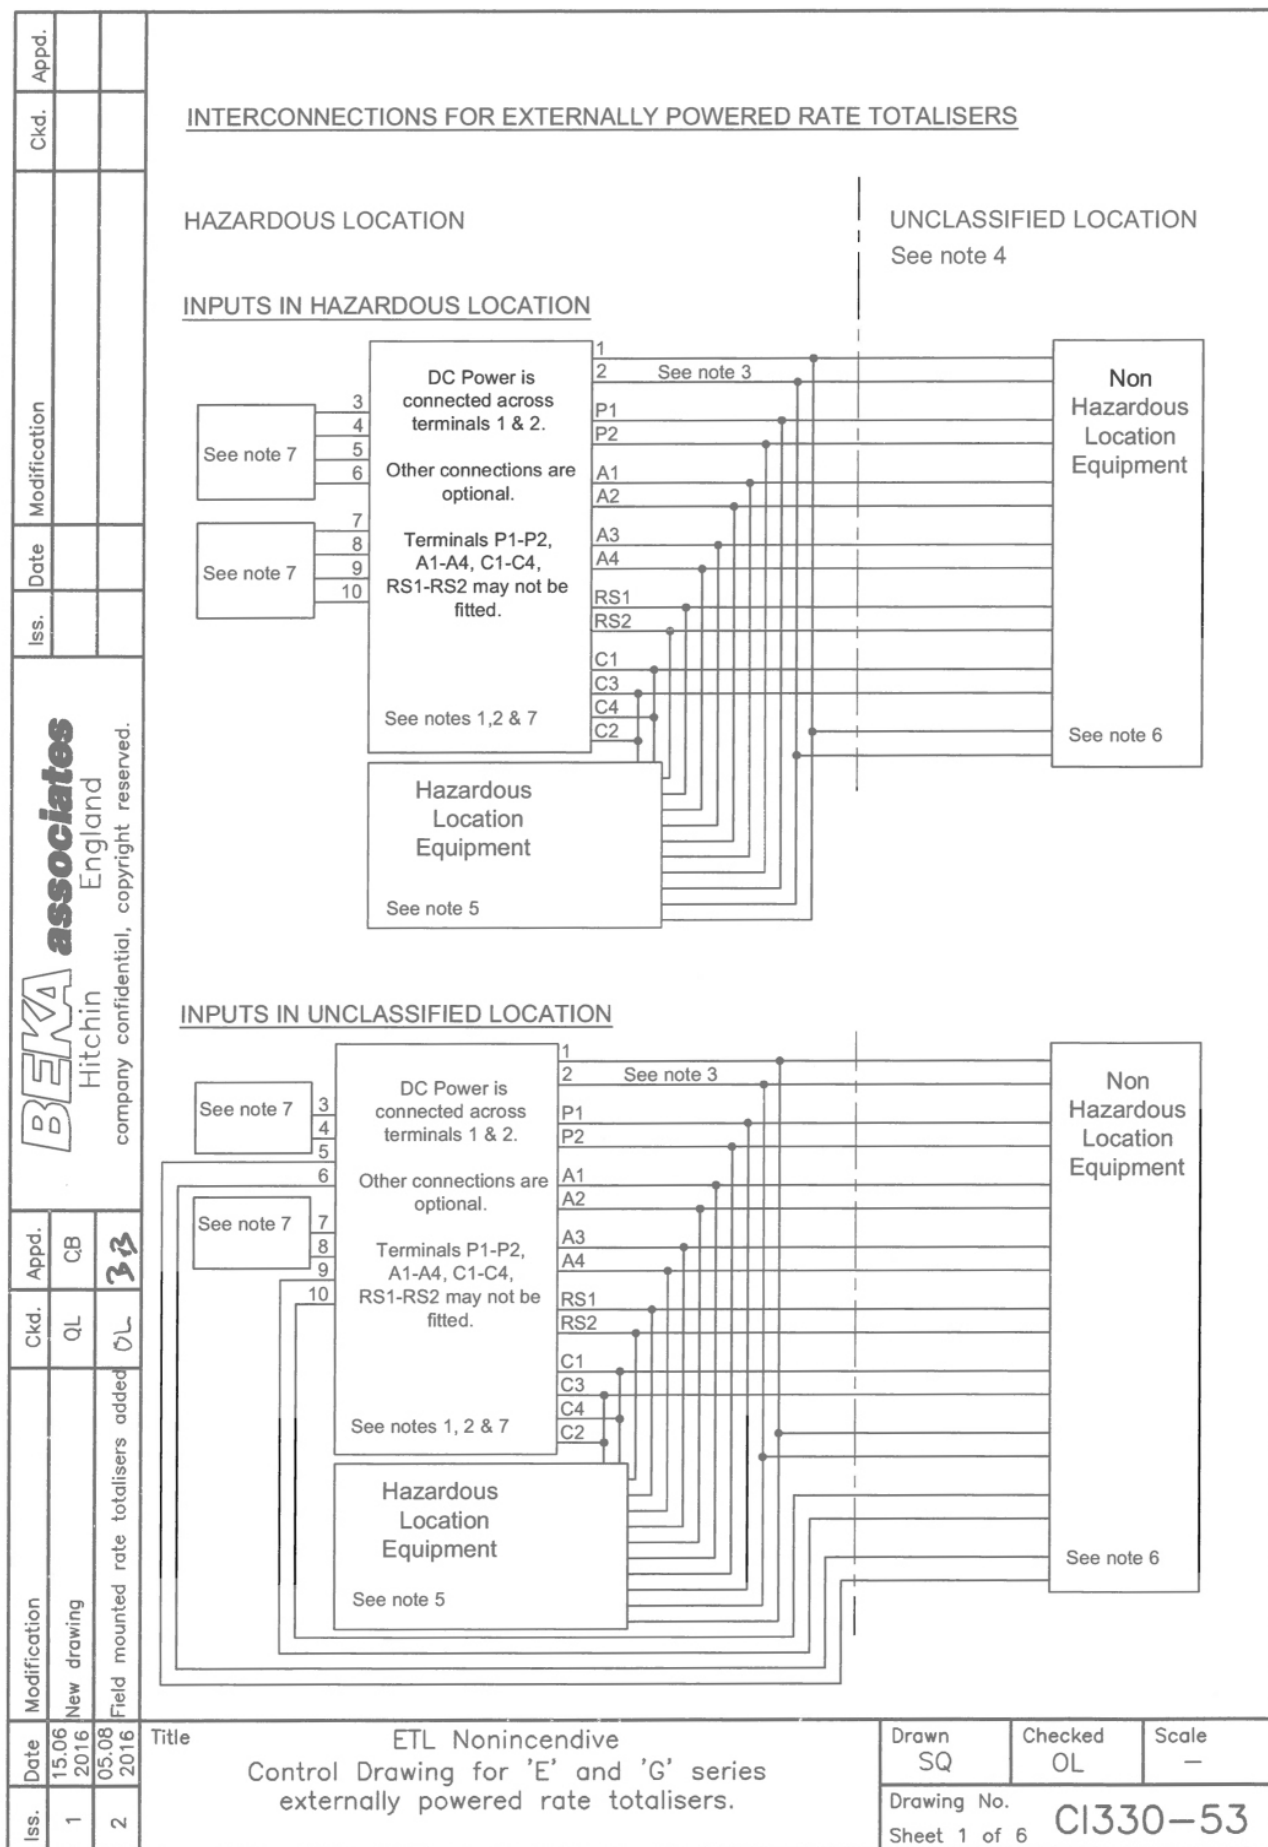 INTERCONNECTIONS FOR EXTERNALLY POWERED RATE TOTALISERS
HAZARDOUS LOCATION
UNCLASSIFIED LOCATION
See note 4
INPUTS IN HAZARDOUS LOCATION
See note 7
3
4
5
6
See note 7
7
8
9
10
DC Power is
connected across
terminals 1 & 2.
Other connections are
optional.
Terminals P1-P2,
A1-A4, C1-C4,
RS1-RS2 may not be
fitted.
See notes 1,2 & 7
1
2
See note 3
P1
P2
A1
A2
A3
A4
RS1
RS2
C1
C3
C4
C2
Non
Hazardous
Location
Equipment
See note 6
Hazardous
Location
Equipment
See note 5
INPUTS IN UNCLASSIFIED LOCATION
See note 7
3
4
5
6
See note 7
7
8
9
10
DC Power is
connected across
terminals 1 & 2.
Other connections are
optional.
Terminals P1-P2,
A1-A4, C1-C4,
RS1-RS2 may not be
fitted.
See notes 1, 2 & 7
1
2
See note 3
P1
P2
A1
A2
A3
A4
RS1
RS2
C1
C3
C4
C2
Non
Hazardous
Location
Equipment
See note 6
Hazardous
Location
Equipment
See note 5
Iss. Date Modification Ckd. Appd.
BEKA associates
Hitchin England
company confidential, copyright reserved.
Iss. Date Modification Ckd. Appd.
1 15.06 2016 New drawing QL CB
2 05.08 2016 Field mounted rate totalisers added OL
Title
ETL Nonincendive
Control Drawing for 'E' and 'G' series
externally powered rate totalisers.
Drawn
SQ
Checked
OL
Scale
—
Drawing No.
CI330-53
Sheet 1 of 6